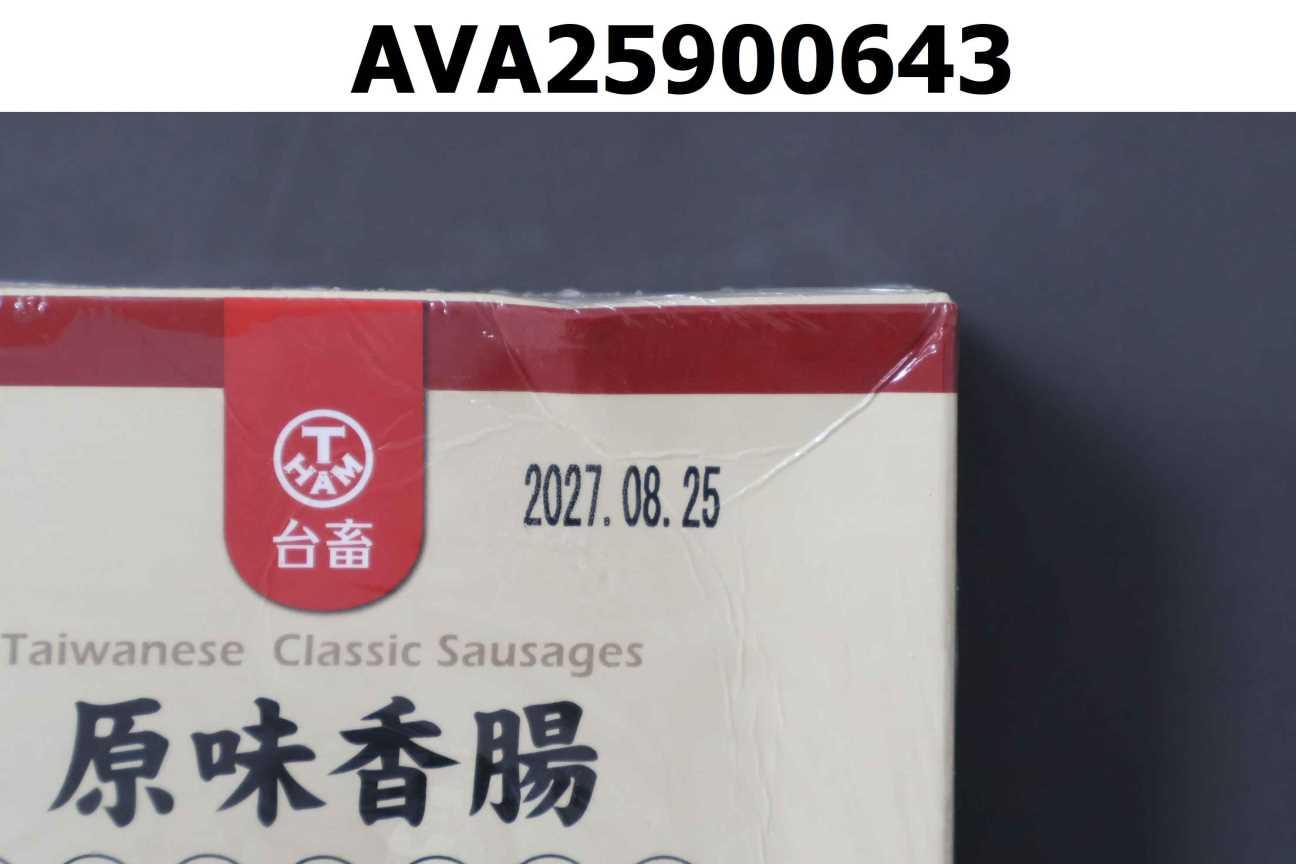 AVA25900643
T
HAM
台畜
2027.08.25
Taiwanese Classic Sausages
原味香腸